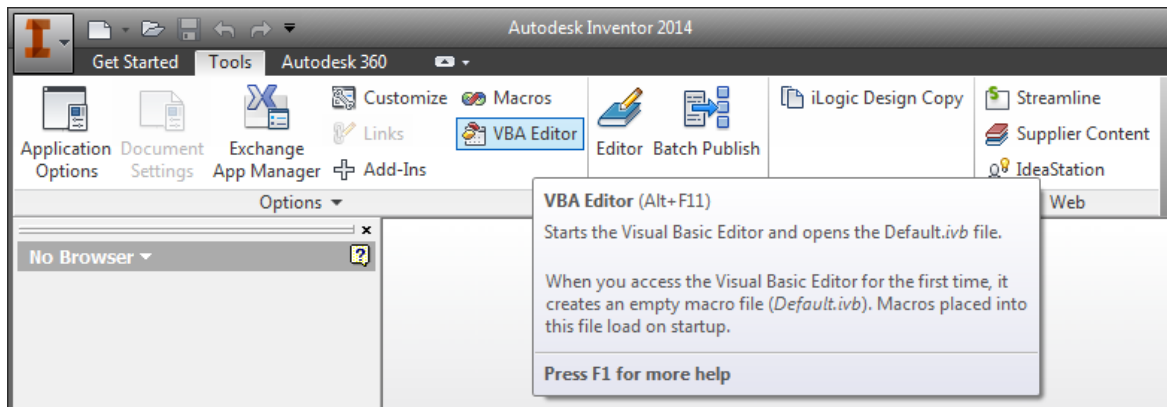 Autodesk Inventor 2014
Get Started Tools Autodesk 360
Application Options
Document Settings
Exchange App Manager
Customize
Links
Add-Ins
Macros
VBA Editor
Editor
Batch Publish
iLogic Design Copy
Streamline
Supplier Content
IdeaStation
Options
Web
No Browser
VBA Editor (Alt+F11)
Starts the Visual Basic Editor and opens the Default.ivb file.
When you access the Visual Basic Editor for the first time, it
creates an empty macro file (Default.ivb). Macros placed into
this file load on startup.
Press F1 for more help